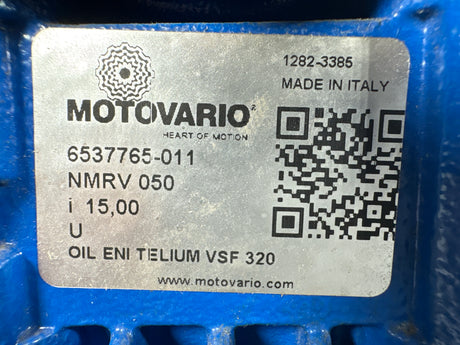 1282-3385
MADE IN ITALY
MOTOVARIO
HEART OF MOTION
6537765-011
NMRV 050
i 15,00
U
OIL ENI TELIUM VSF 320
www.motovario.com